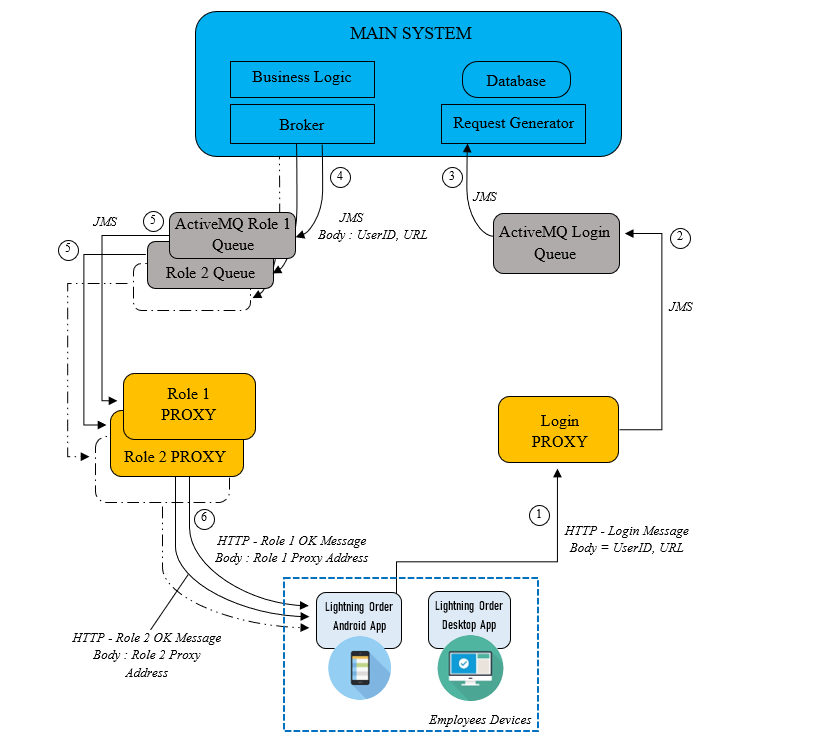 MAIN SYSTEM
Business Logic
Database
Broker
Request Generator
4
3
JMS
JMS
Body : UserID, URL
JMS
5
ActiveMQ Role 1
Queue
5
Role 2 Queue
ActiveMQ Login
Queue
2
JMS
Role 1
PROXY
Role 2 PROXY
Login
PROXY
6
HTTP - Role 1 OK Message
Body : Role 1 Proxy Address
1
HTTP - Login Message
Body = UserID, URL
HTTP - Role 2 OK Message
Body : Role 2 Proxy
Address
Lightning Order
Android App
Lightning Order
Desktop App
Employees Devices